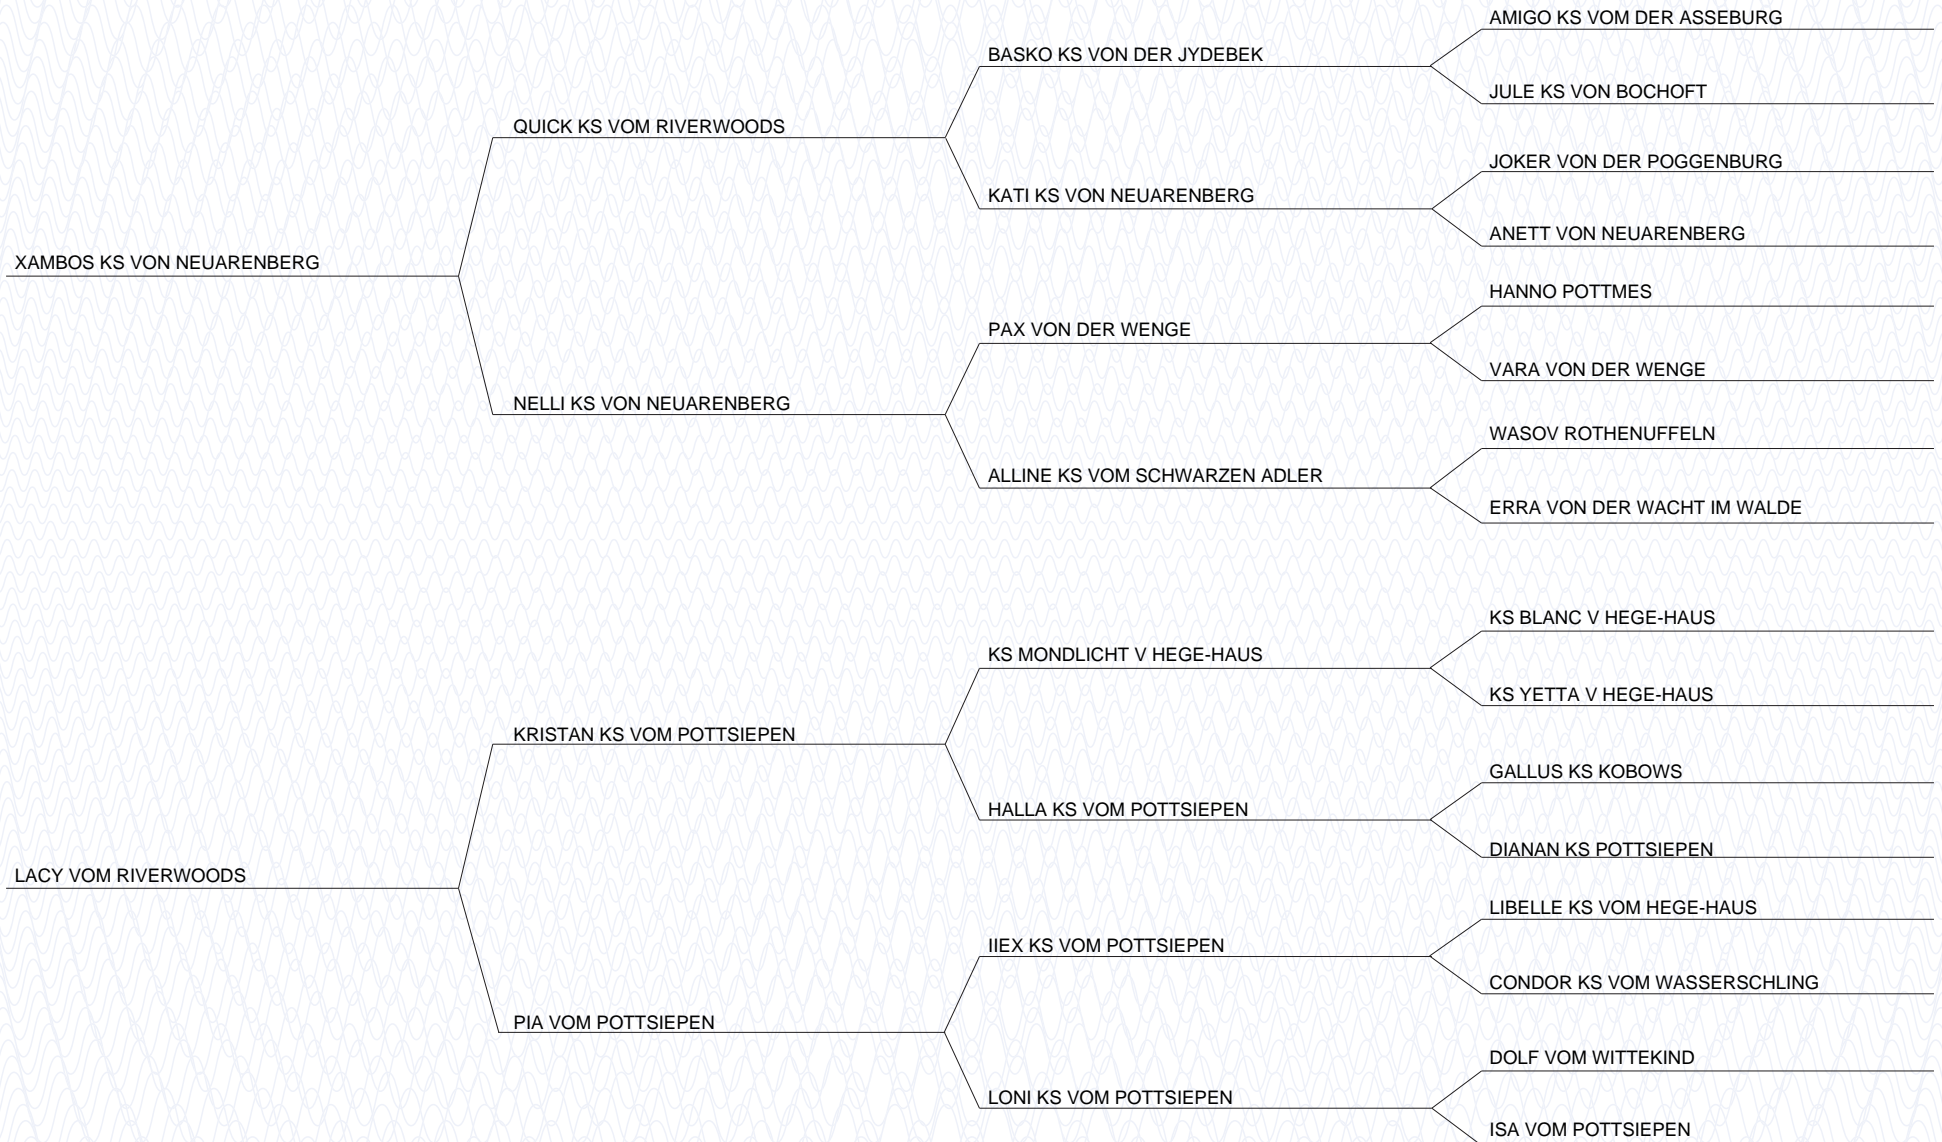 AMIGO KS VOM DER ASSEBURG
BASKO KS VON DER JYDEBEK
JULE KS VON BOCHOFT
QUICK KS VOM RIVERWOODS
JOKER VON DER POGGENBURG
KATI KS VON NEUARENBERG
ANETT VON NEUARENBERG
XAMBOS KS VON NEUARENBERG
HANNO POTTMES
PAX VON DER WENGE
VARA VON DER WENGE
NELLI KS VON NEUARENBERG
WASOV ROTHENUFFELN
ALLINE KS VOM SCHWARZEN ADLER
ERRA VON DER WACHT IM WALDE
KS BLANC V HEGE-HAUS
KS MONDLICHT V HEGE-HAUS
KS YETTA V HEGE-HAUS
KRISTAN KS VOM POTTSIEPEN
GALLUS KS KOBOWS
HALLA KS VOM POTTSIEPEN
DIANAN KS POTTSIEPEN
LACY VOM RIVERWOODS
LIBELLE KS VOM HEGE-HAUS
IIEX KS VOM POTTSIEPEN
CONDOR KS VOM WASSERSCHLING
PIA VOM POTTSIEPEN
DOLF VOM WITTEKIND
LONI KS VOM POTTSIEPEN
ISA VOM POTTSIEPEN